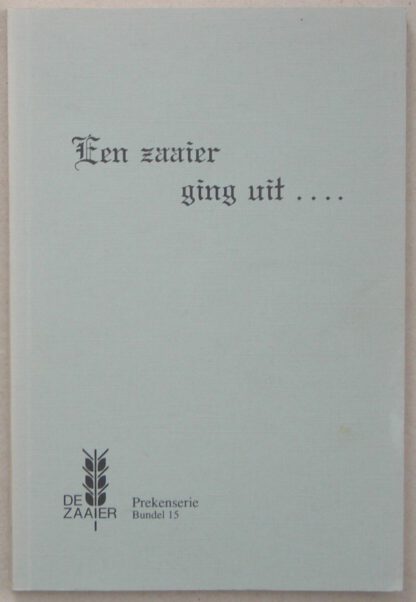 Een zaaier
ging uit ....
DE
ZAAIER
Prekenserie
Bundel 15